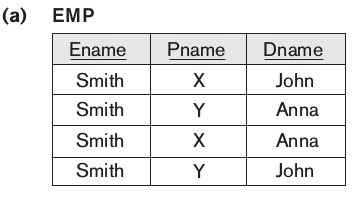 (a) EMP
Ename Pname Dname
Smith X John
Smith Y Anna
Smith X Anna
Smith Y John